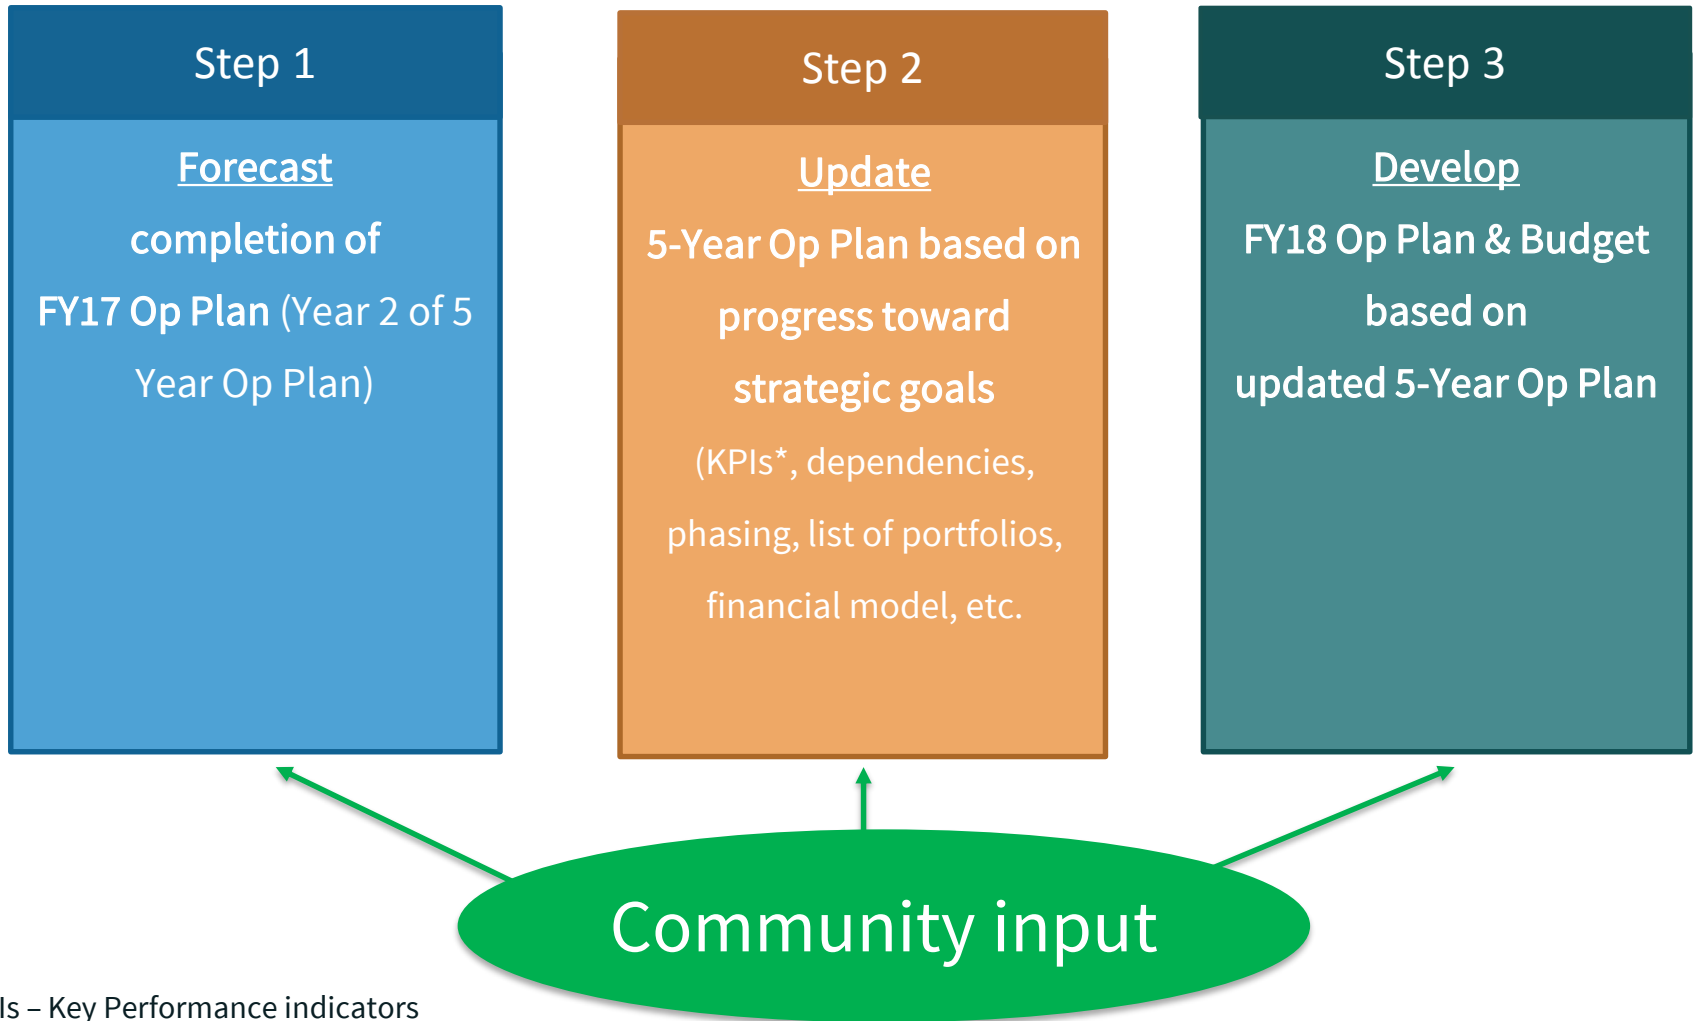 Step 1
Forecast
completion of
FY17 Op Plan (Year 2 of 5
Year Op Plan)
Step 2
Update
5-Year Op Plan based on
progress toward
strategic goals
(KPIs*, dependencies,
phasing, list of portfolios,
financial model, etc.
Step 3
Develop
FY18 Op Plan & Budget
based on
updated 5-Year Op Plan
Community input
Is – Key Performance indicators